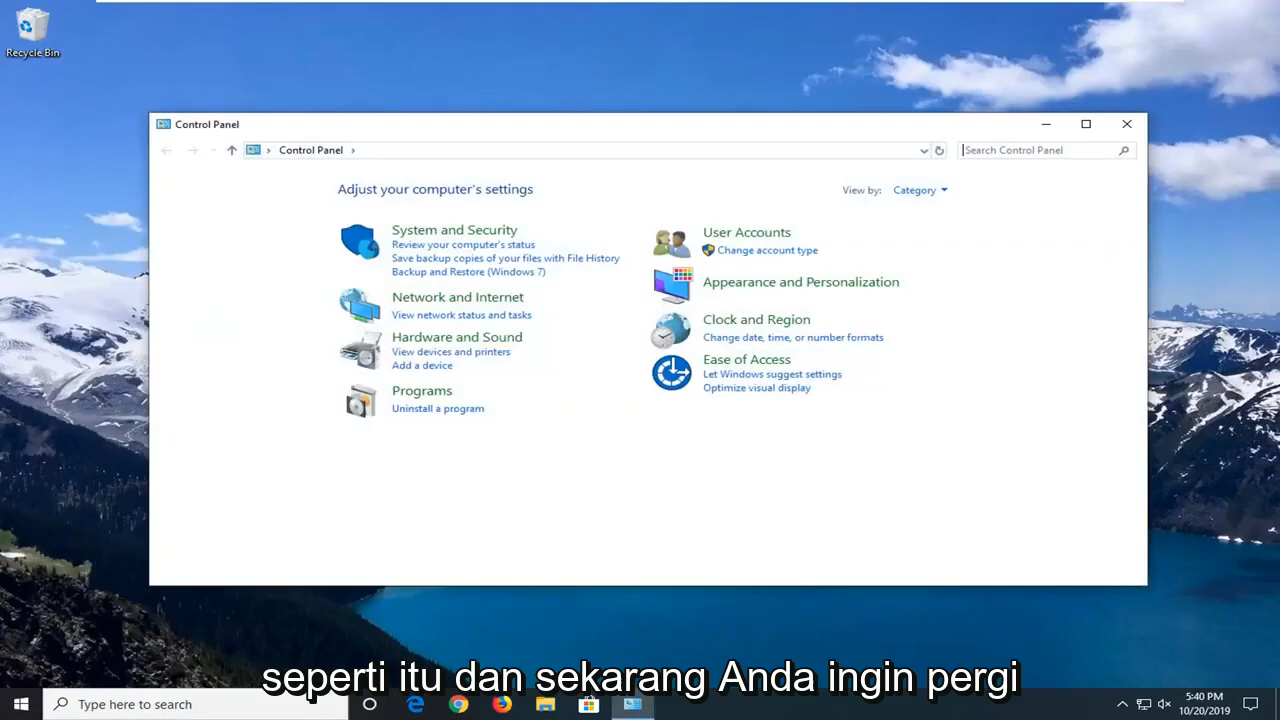 Recycle Bin
Control Panel
Control Panel
Search Control Panel
Adjust your computer's settings
View by: Category
System and Security
Review your computer's status
Save backup copies of your files with File History
Backup and Restore (Windows 7)
Network and Internet
View network status and tasks
Hardware and Sound
View devices and printers
Add a device
Programs
Uninstall a program
User Accounts
Change account type
Appearance and Personalization
Clock and Region
Change date, time, or number formats
Ease of Access
Let Windows suggest settings
Optimize visual display
seperti itu dan sekarang Anda ingin pergi
Type here to search
5:40 PM
10/20/2019